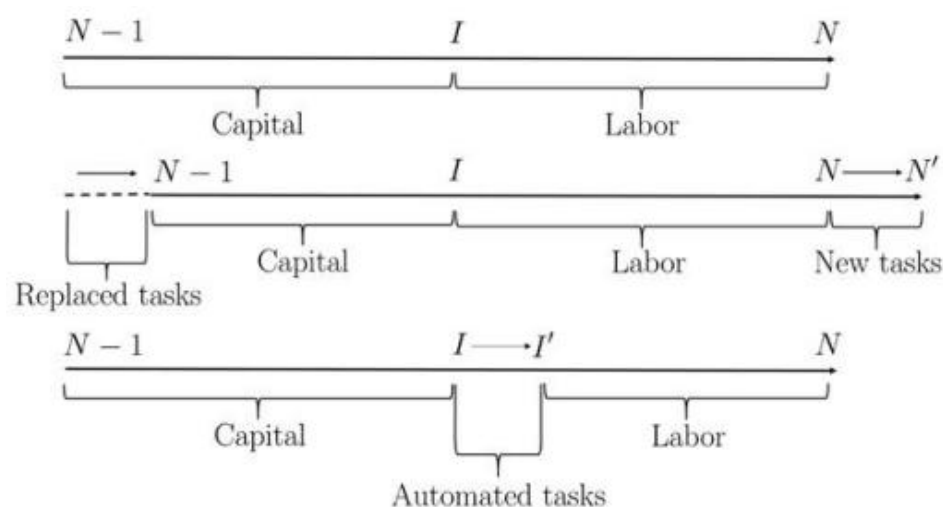 N − 1 I N
Capital Labor
N − 1 I N N′
Capital Labor New tasks
Replaced tasks
N − 1 I I′ N
Capital Labor
Automated tasks